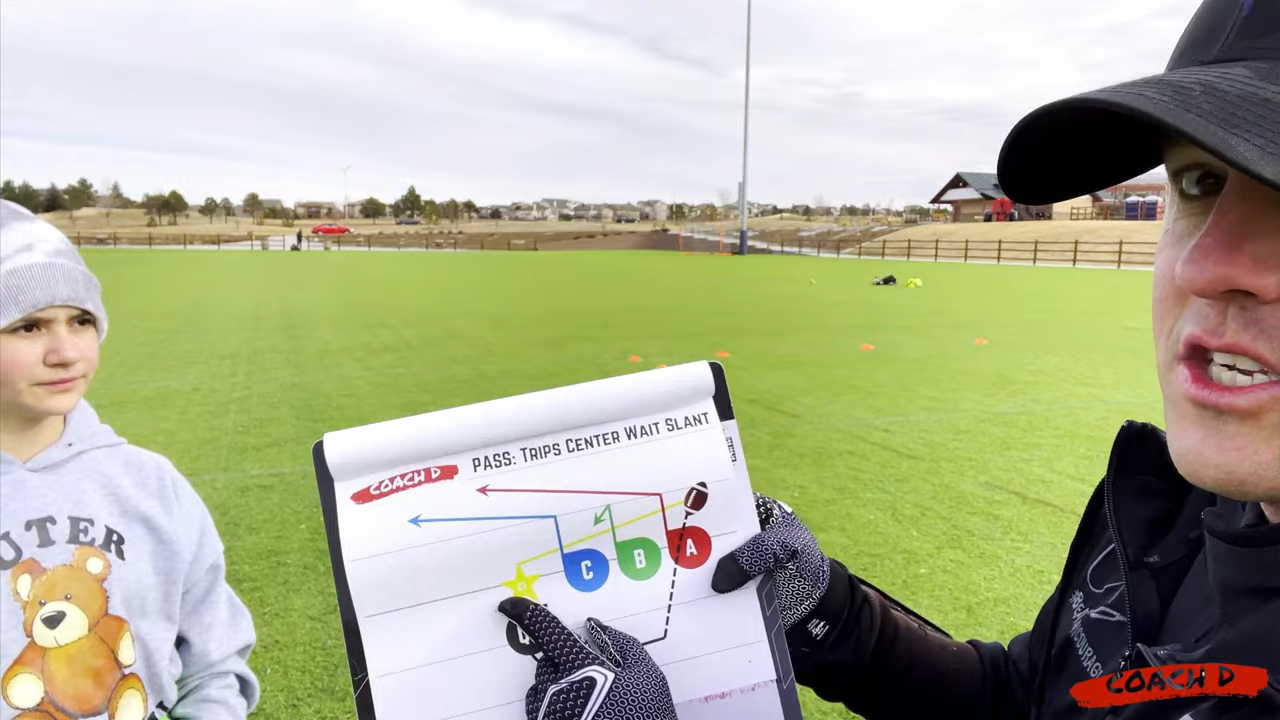 PASS: TRIPS CENTER WAIT SLANT
COACH D
C
B
A
UTER
COACH D